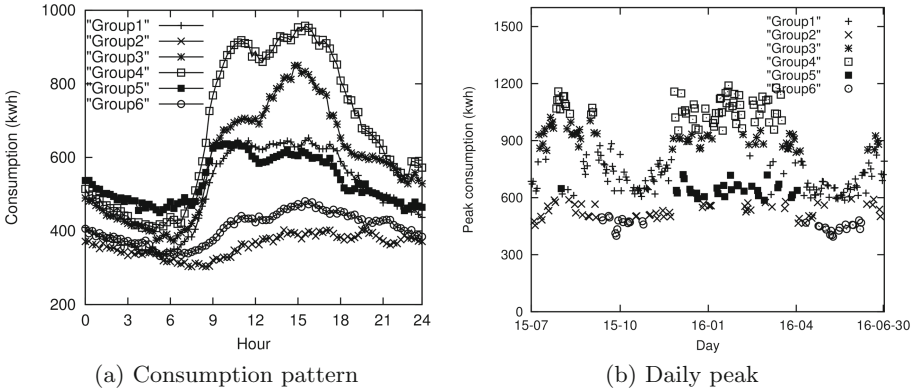 "Group1"
"Group2"
"Group3"
"Group4"
"Group5"
"Group6"
Consumption (kwh)
1000
800
600
400
200
0 3 6 9 12 15 18 21 24
Hour
(a) Consumption pattern
"Group1"
"Group2"
"Group3"
"Group4"
"Group5"
"Group6"
Peak consumption (kwh)
1500
1200
900
600
300
0
15-07 15-10 16-01 16-04 16-06-30
Day
(b) Daily peak